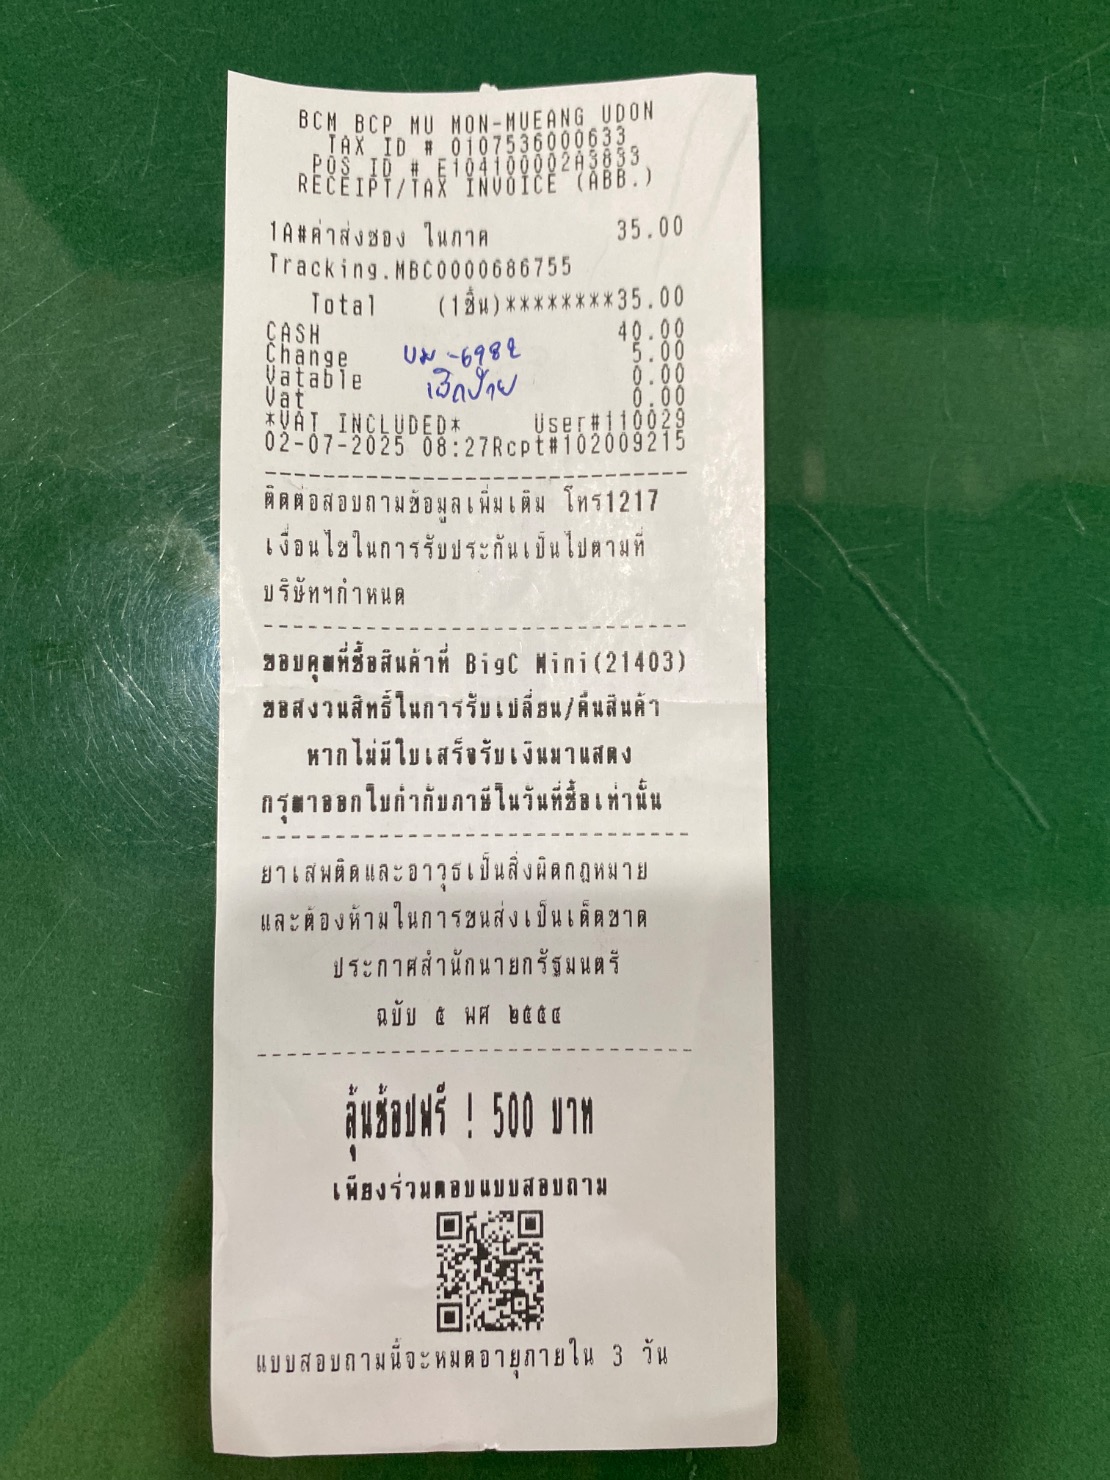 BCM BCP MU MON-MUEANG UDON
TAX ID # 0107536000633
POS ID # E104100002A3833
RECEIPT/TAX INVOICE (ABB.)
1A#ค่าส่งซอง ในภาค 35.00
Tracking.MBC0000686755
Total (1ชิ้น)********35.00
CASH 40.00
Change 5.00
บม-6982
Vatable 0.00
เบิกป้าย
Vat 0.00
*VAT INCLUDED* User#110029
02-07-2025 08:27Rcpt#102009215
ติดต่อสอบถามข้อมูลเพิ่มเติม โทร1217
เงื่อนไขในการรับประกันเป็นไปตามที่
บริษัทฯกำหนด
ขอบคุณที่ซื้อสินค้าที่ BigC Mini(21403)
ขอสงวนสิทธิ์ในการรับเปลี่ยน/คืนสินค้า
หากไม่มีใบเสร็จรับเงินมาแสดง
กรุณาออกใบกำกับภาษีในวันที่ซื้อเท่านั้น
ยาเสพติดและอาวุธเป็นสิ่งผิดกฎหมาย
และต้องห้ามในการขนส่งเป็นเด็ดขาด
ประกาศสำนักนายกรัฐมนตรี
ฉบับ ๕ พศ ๒๕๕๔
ลุ้นช้อปฟรี ! 500 บาท
เพียงร่วมตอบแบบสอบถาม
แบบสอบถามนี้จะหมดอายุภายใน 3 วัน